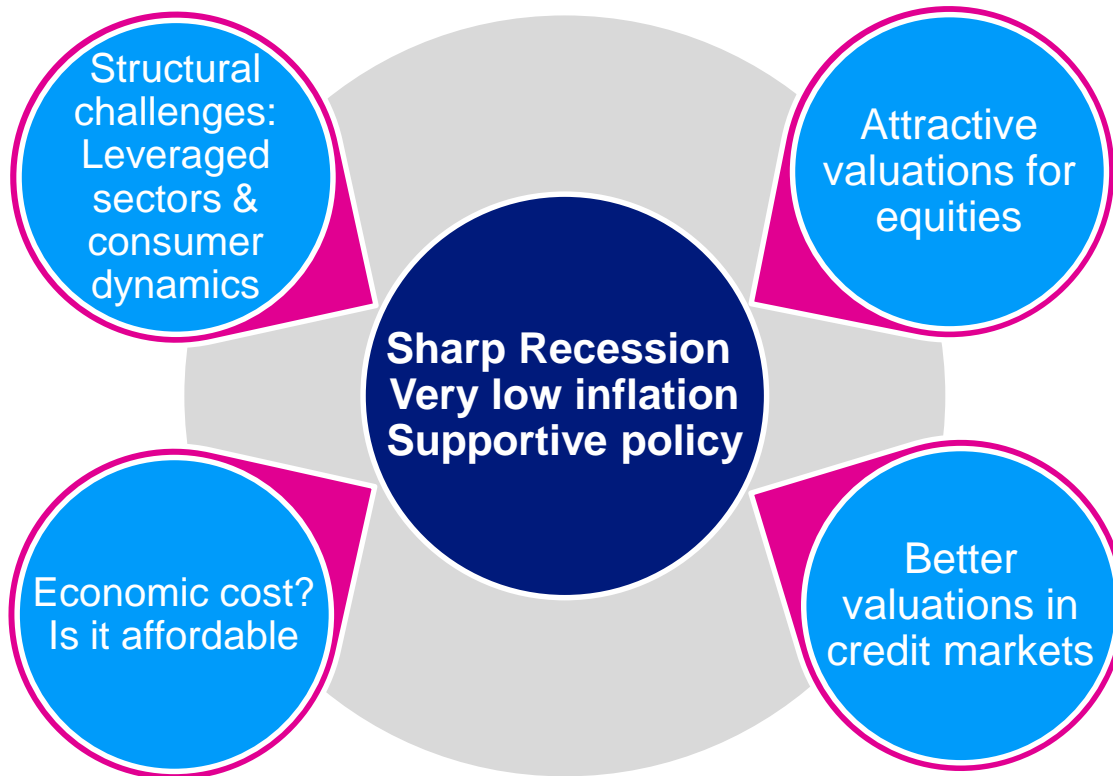 Structural
challenges:
Leveraged
sectors &
consumer
dynamics
Attractive
valuations for
equities
Sharp Recession
Very low inflation
Supportive policy
Economic cost?
Is it affordable
Better
valuations in
credit markets